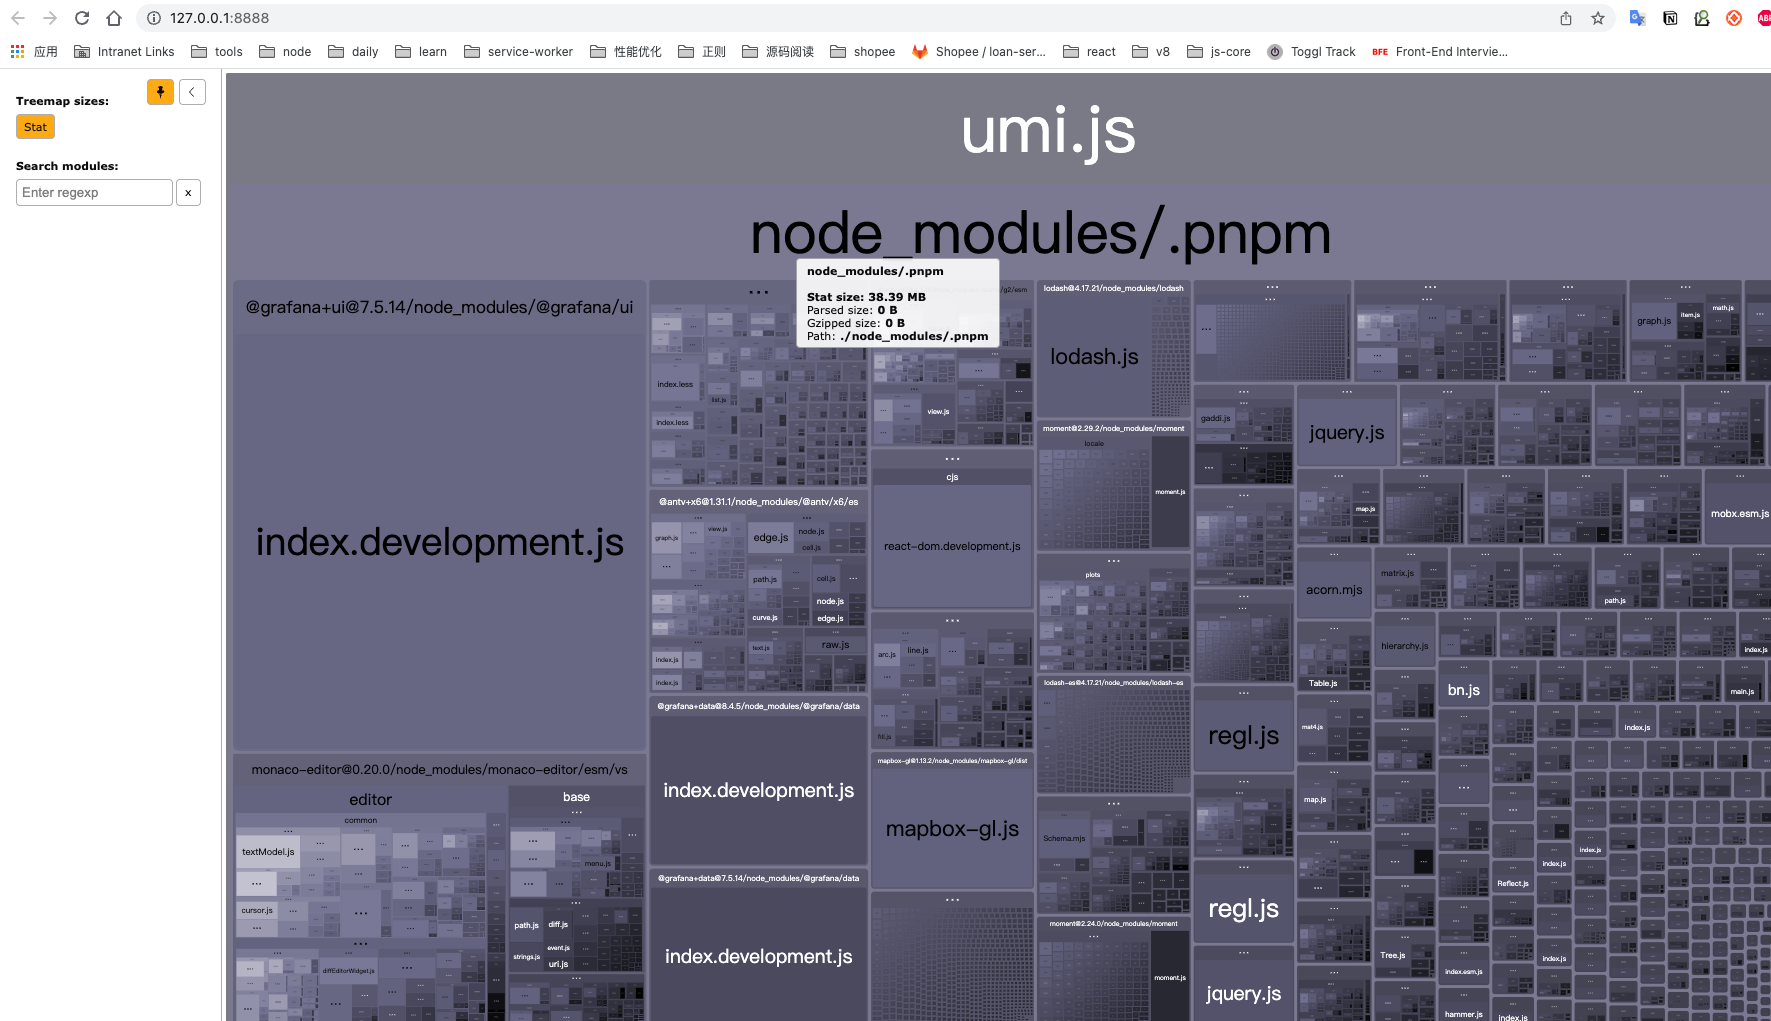 127.0.0.1:8888
应用 Intranet Links tools node daily learn service-worker 性能优化 正则 源码阅读 shopee Shopee / loan-ser... react v8 js-core Toggl Track BFE Front-End Intervie...
Treemap sizes:
Stat
Search modules:
Enter regexp x
umi.js
node_modules/.pnpm
node_modules/.pnpm
Stat size: 38.39 MB
Parsed size: 0 B
Gzipped size: 0 B
Path: ./node_modules/.pnpm
@grafana+ui@7.5.14/node_modules/@grafana/ui
index.development.js
monaco-editor@0.20.0/node_modules/monaco-editor/esm/vs
editor
common
textModel.js
cursor.js
diffEditorWidget.js
base
menu.js
path.js
diff.js
event.js
strings.js
uri.js
...
index.less
list.js
index.less
@antv+x6@1.31.1/node_modules/@antv/x6/es
graph.js
view.js
edge.js
node.js
cell.js
path.js
cell.js
node.js
curve.js
edge.js
index.js
text.js
raw.js
index.js
@grafana+data@8.4.5/node_modules/@grafana/data
index.development.js
@grafana+data@7.5.14/node_modules/@grafana/data
index.development.js
/g2/esm
view.js
...
cjs
react-dom.development.js
...
arc.js
line.js
fill.js
mapbox-gl@1.13.2/node_modules/mapbox-gl/dist
mapbox-gl.js
...
lodash@4.17.21/node_modules/lodash
lodash.js
moment@2.29.2/node_modules/moment
locale
moment.js
...
plots
lodash-es@4.17.21/node_modules/lodash-es
...
Schema.mjs
moment@2.24.0/node_modules/moment
moment.js
graph.js
item.js
math.js
gaddi.js
jquery.js
map.js
mobx.esm.js
acorn.mjs
matrix.js
path.js
hierarchy.js
index.js
Table.js
bn.js
main.js
regl.js
mat4.js
index.js
map.js
regl.js
index.js
index.js
Reflect.js
Tree.js
index.js
jquery.js
index.esm.js
hammer.js
index.js